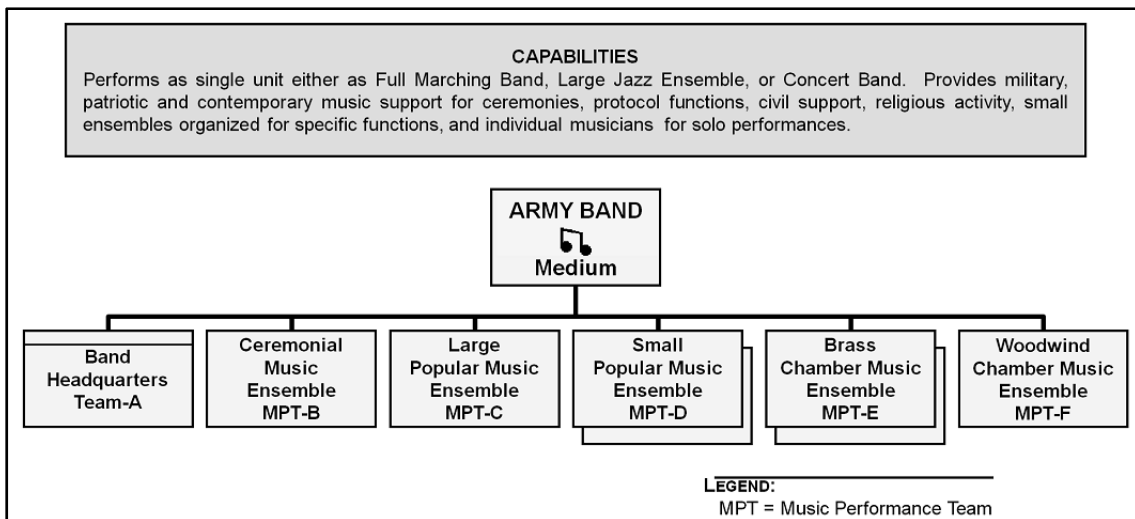 CAPABILITIES
Performs as single unit either as Full Marching Band, Large Jazz Ensemble, or Concert Band. Provides military,
patriotic and contemporary music support for ceremonies, protocol functions, civil support, religious activity, small
ensembles organized for specific functions, and individual musicians for solo performances.
ARMY BAND
Medium
Band
Headquarters
Team-A
Ceremonial
Music
Ensemble
MPT-B
Large
Popular Music
Ensemble
MPT-C
Small
Popular Music
Ensemble
MPT-D
Brass
Chamber Music
Ensemble
MPT-E
Woodwind
Chamber Music
Ensemble
MPT-F
LEGEND:
MPT = Music Performance Team